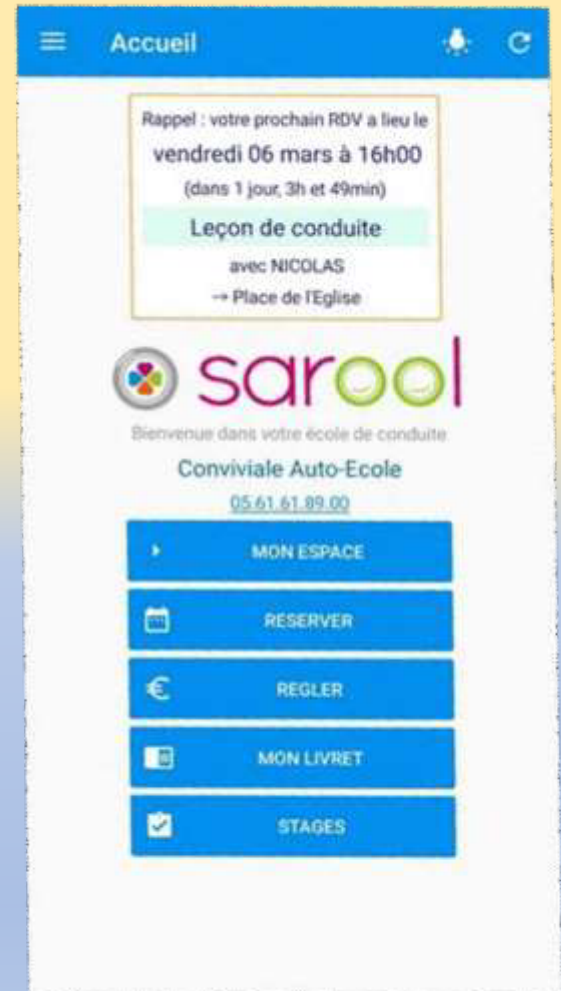 Accueil
Rappel : votre prochain RDV a lieu le
vendredi 06 mars à 16h00
(dans 1 jour, 3h et 49min)
Leçon de conduite
avec NICOLAS
→ Place de l'Eglise
sarool
Bienvenue dans votre école de conduite
Conviviale Auto-Ecole
05.61.61.89.00
MON ESPACE
RESERVER
REGLER
MON LIVRET
STAGES